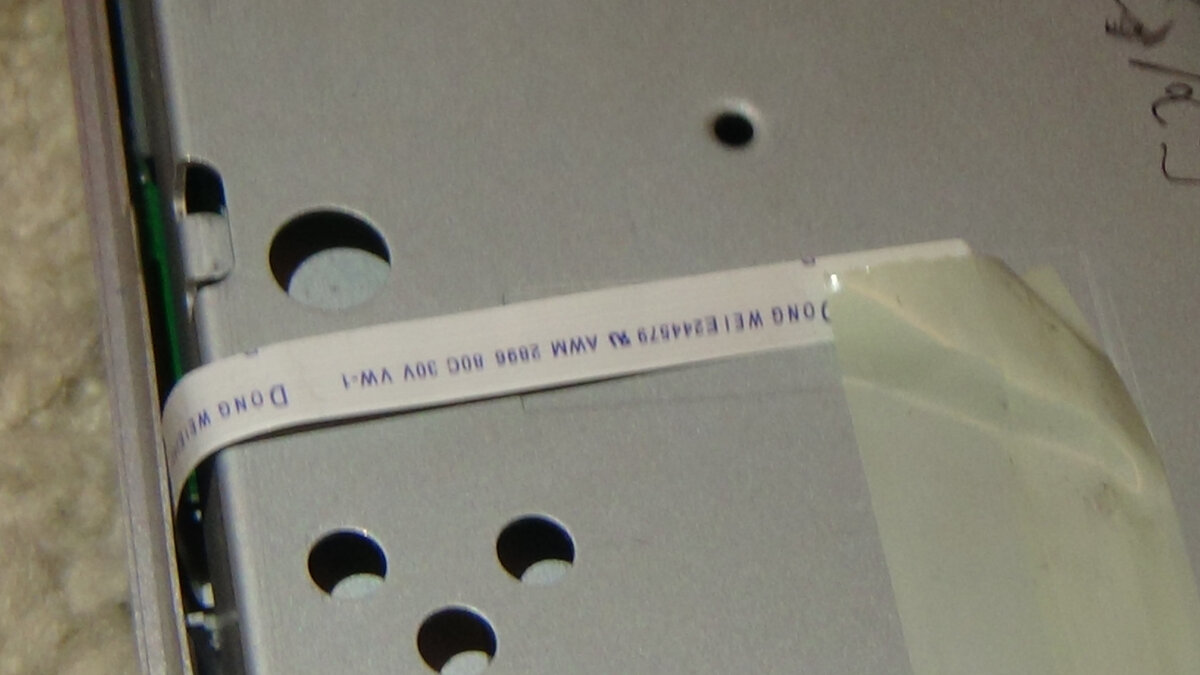 DONG WEI E244579 AWM 2896 80C 30V VW-1
DONG WEI